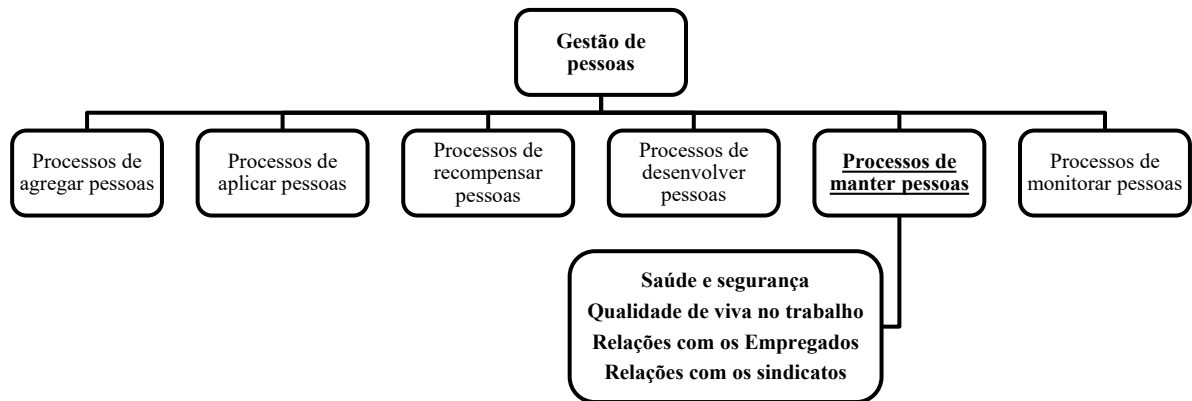 Gestão de
pessoas
Processos de
agregar pessoas
Processos de
aplicar pessoas
Processos de
recompensar
pessoas
Processos de
desenvolver
pessoas
Processos de
manter pessoas
Processos de
monitorar pessoas
Saúde e segurança
Qualidade de viva no trabalho
Relações com os Empregados
Relações com os sindicatos